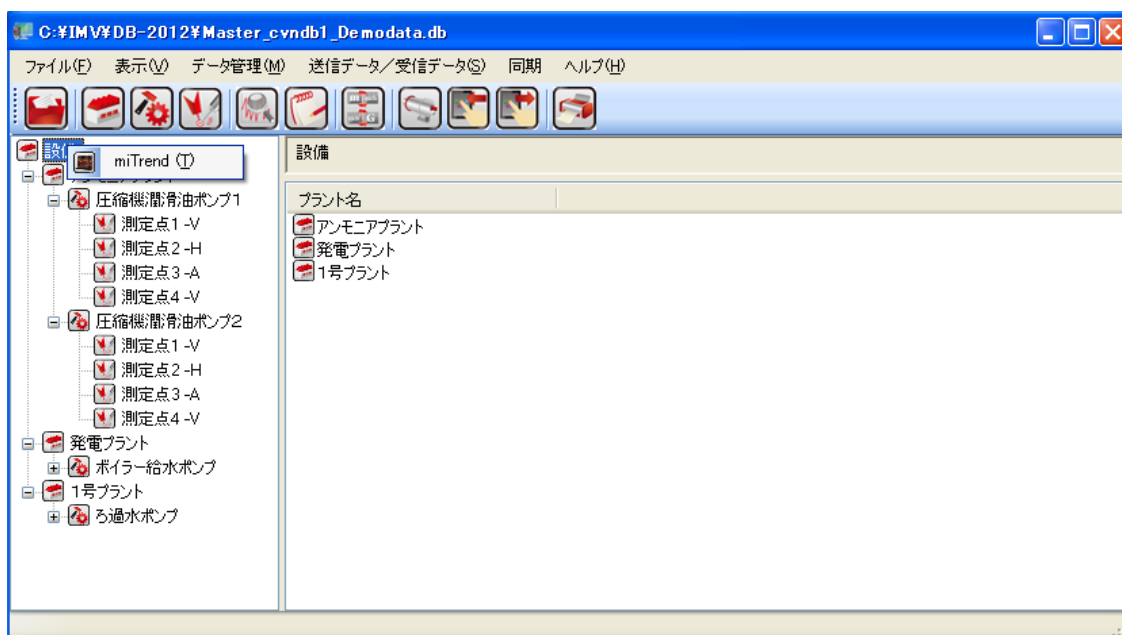 C:¥IMV¥DB-2012¥Master_cvndb1_Demodata.db
ファイル(F) 表示(V) データ管理(M) 送信データ／受信データ(S) 同期 ヘルプ(H)
設備
miTrend (T)
圧縮機潤滑油ポンプ1
測定点1-V
測定点2-H
測定点3-A
測定点4-V
圧縮機潤滑油ポンプ2
測定点1-V
測定点2-H
測定点3-A
測定点4-V
発電プラント
ボイラー給水ポンプ
1号プラント
ろ過水ポンプ
設備
プラント名
アンモニアプラント
発電プラント
1号プラント